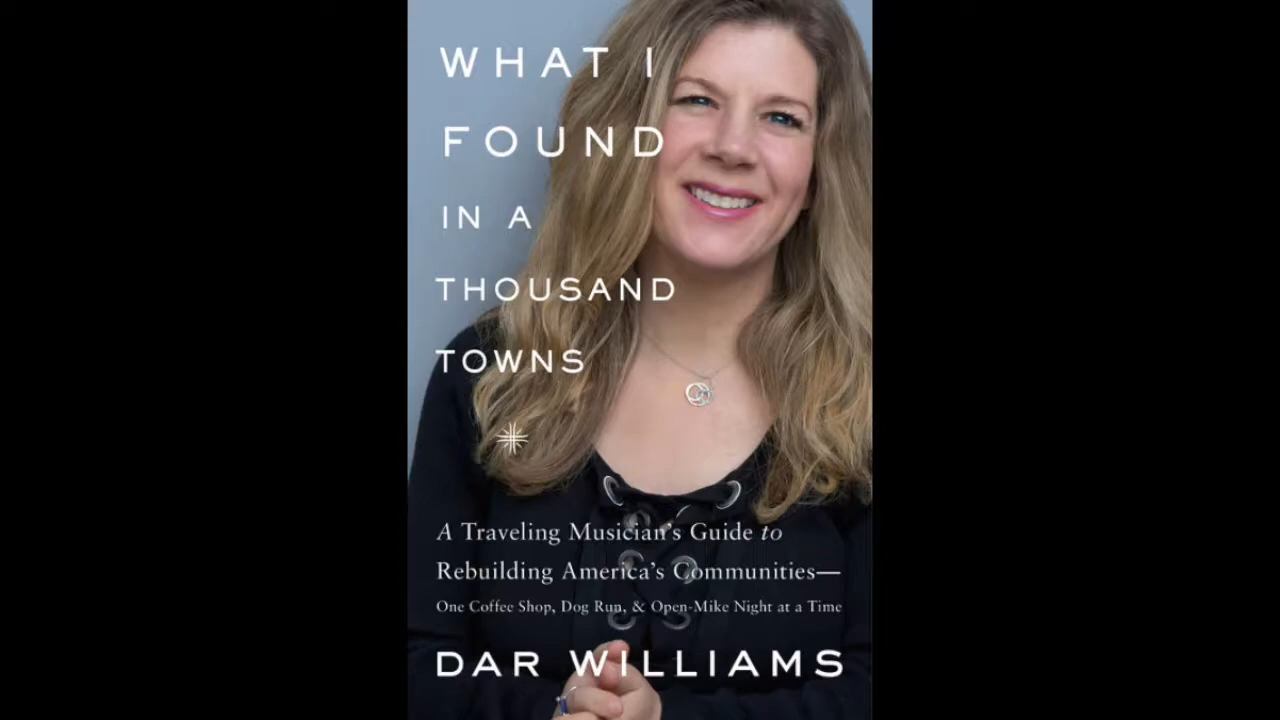 WHAT I
FOUND
IN A
THOUSAND
TOWNS
A Traveling Musician's Guide to
Rebuilding America's Communities—
One Coffee Shop, Dog Run, & Open-Mike Night at a Time
DAR WILLIAMS